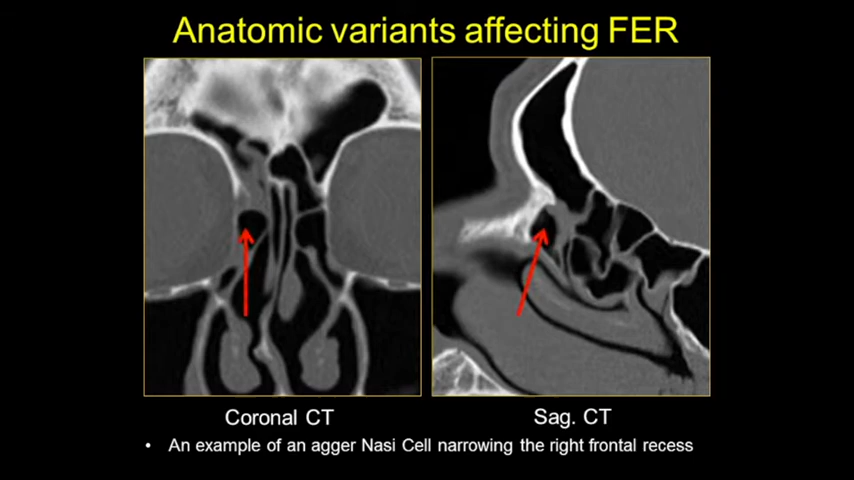 Anatomic variants affecting FER
Coronal CT
Sag. CT
• An example of an agger Nasi Cell narrowing the right frontal recess